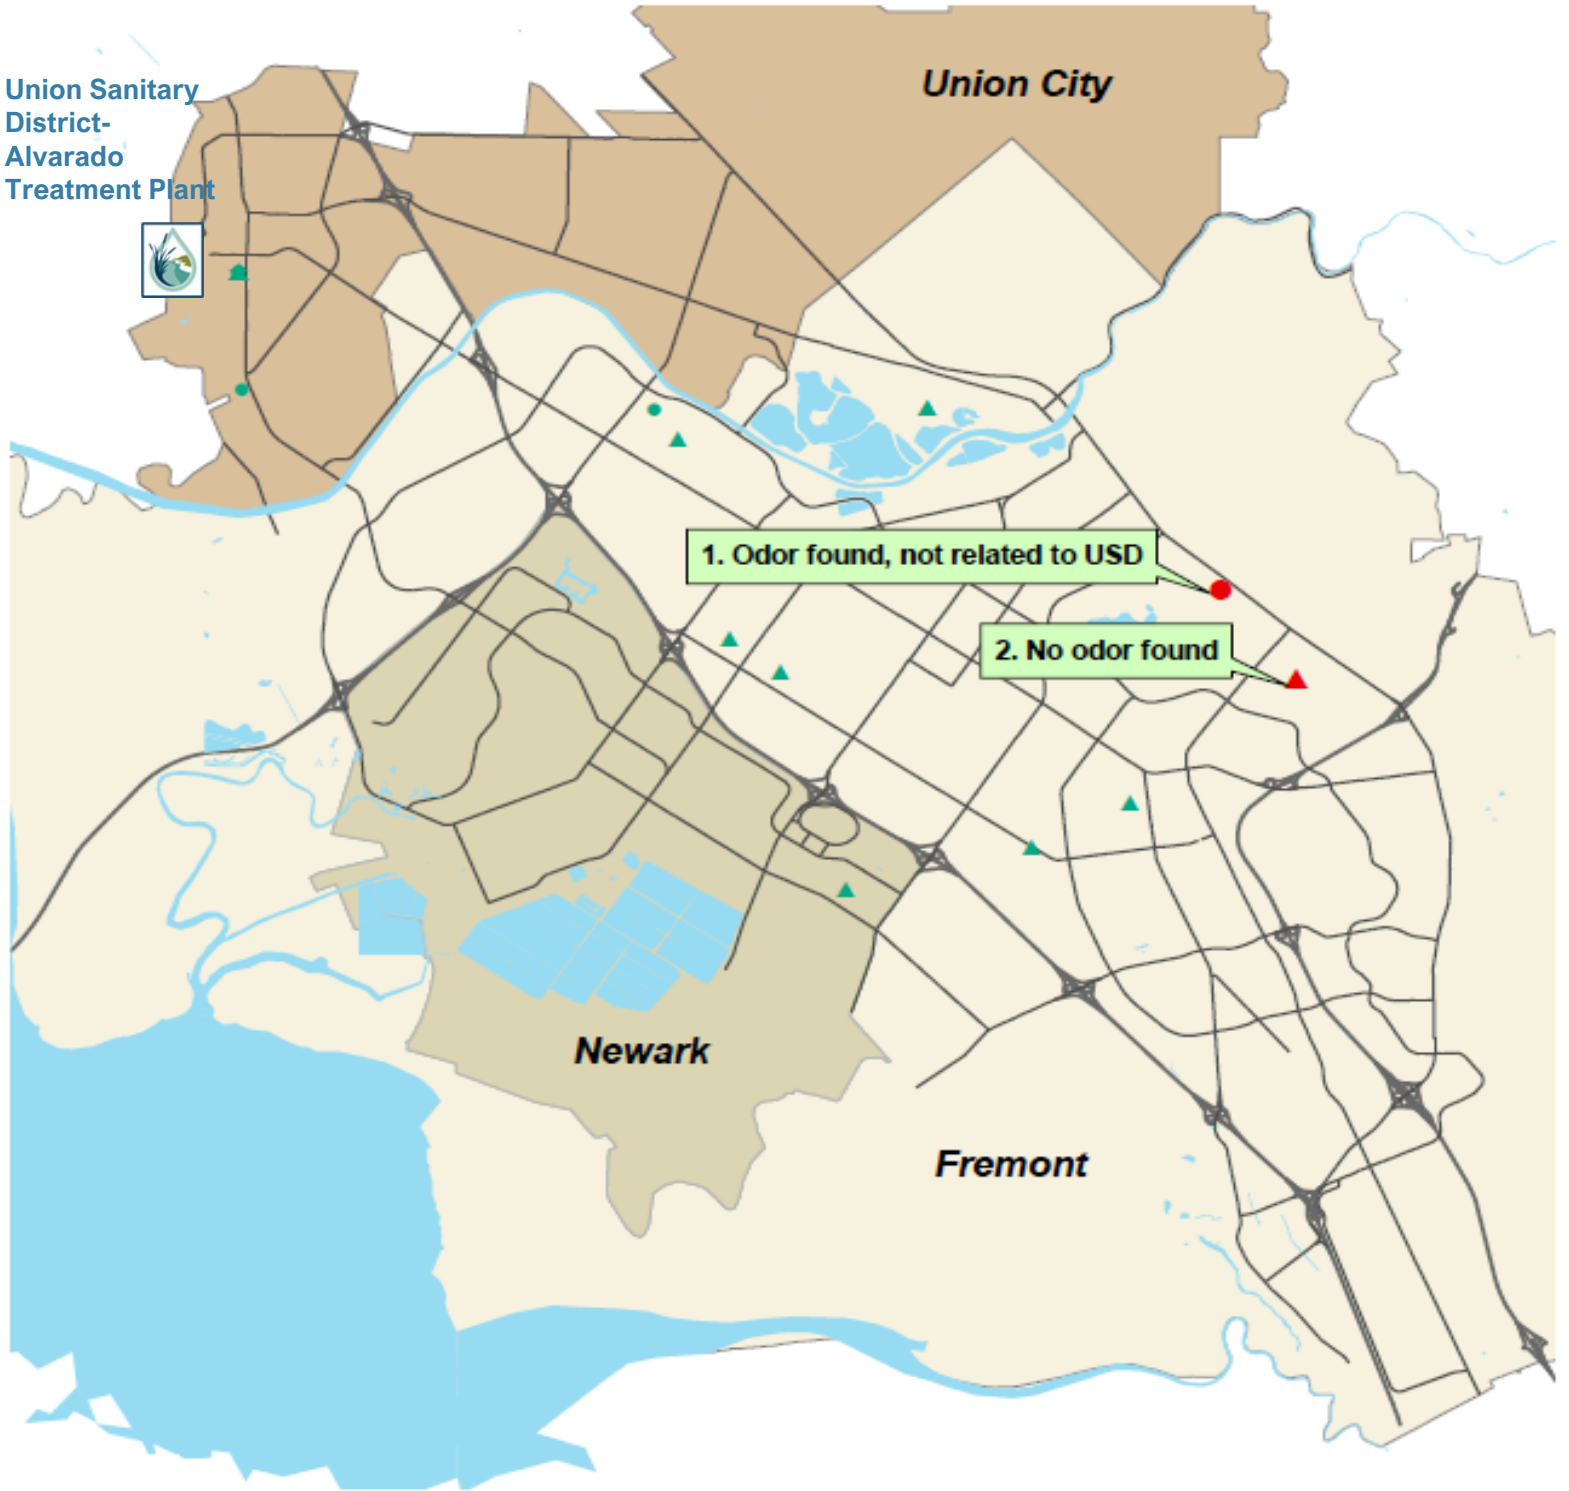 Union City
Union Sanitary
District-
Alvarado
Treatment Plant
1. Odor found, not related to USD
2. No odor found
Newark
Fremont